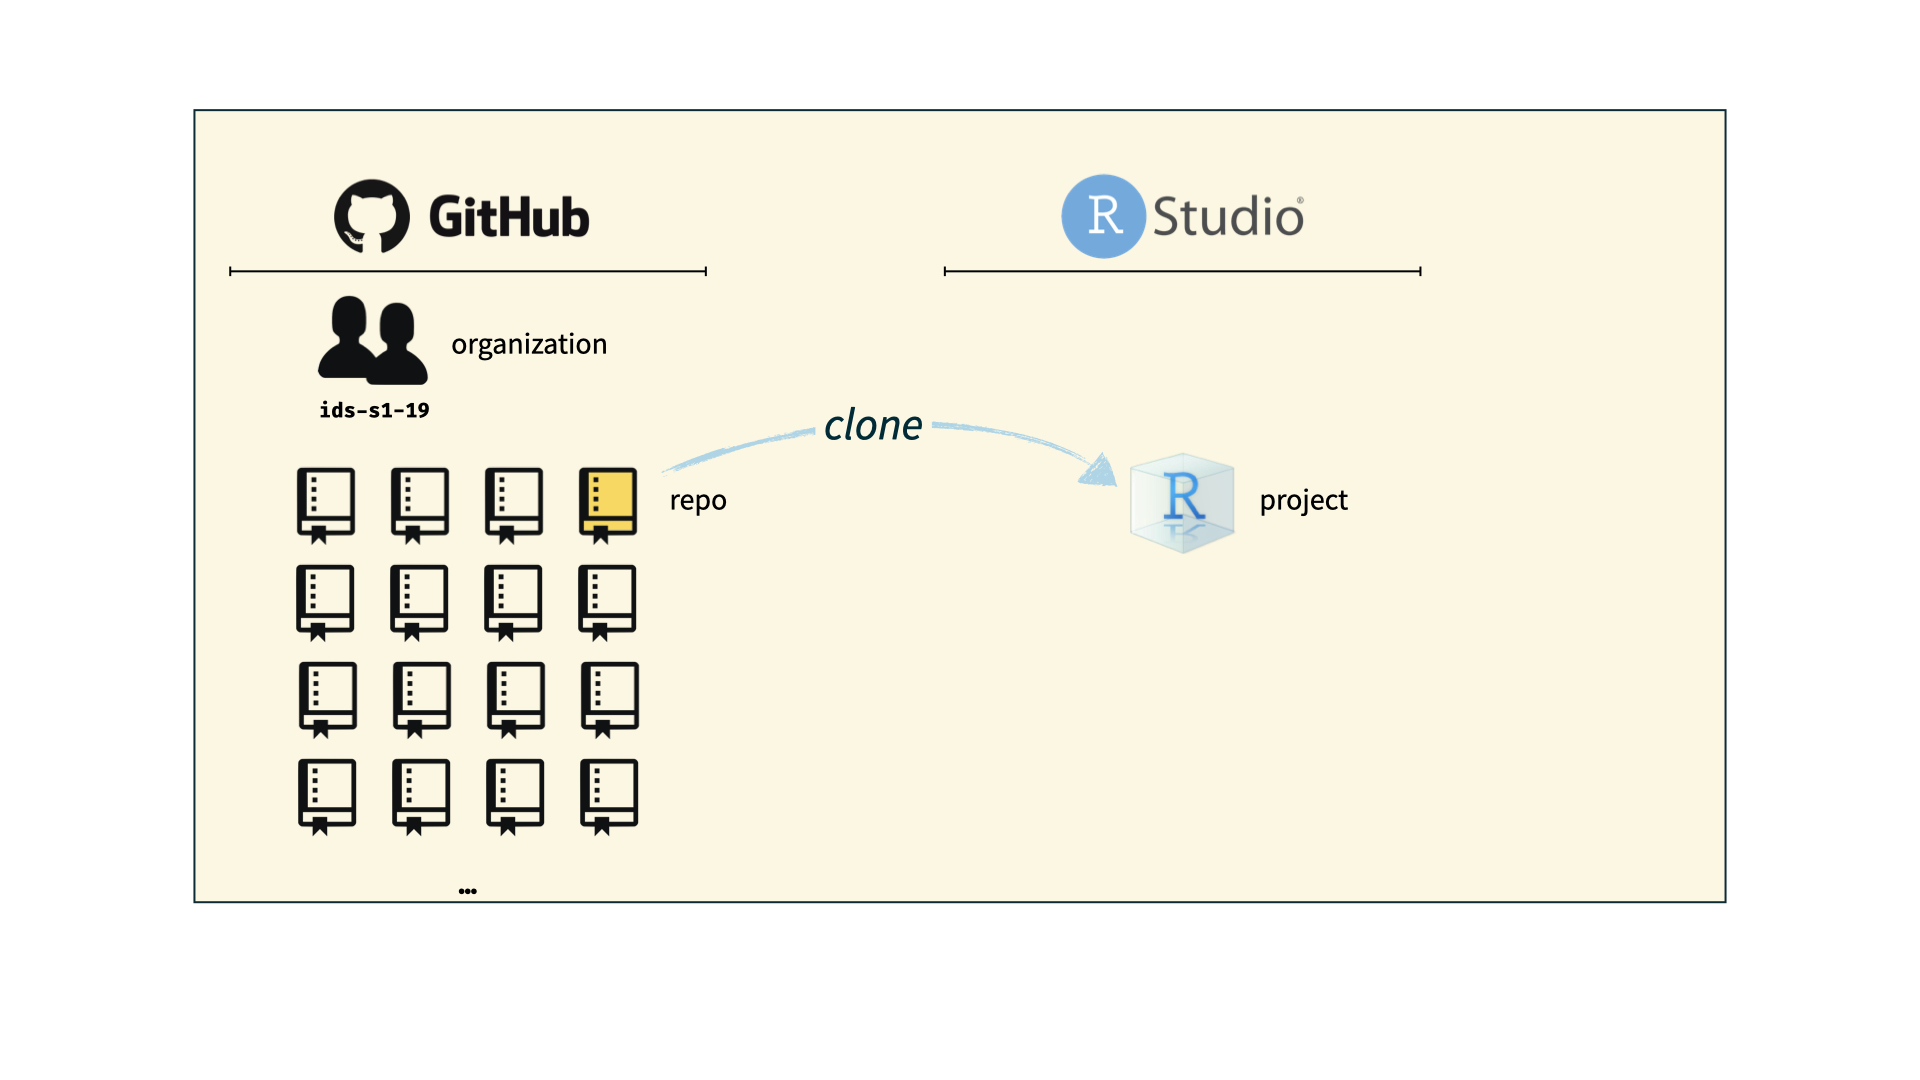 GitHub
R Studio®
organization
ids-s1-19
clone
repo
R
project
...